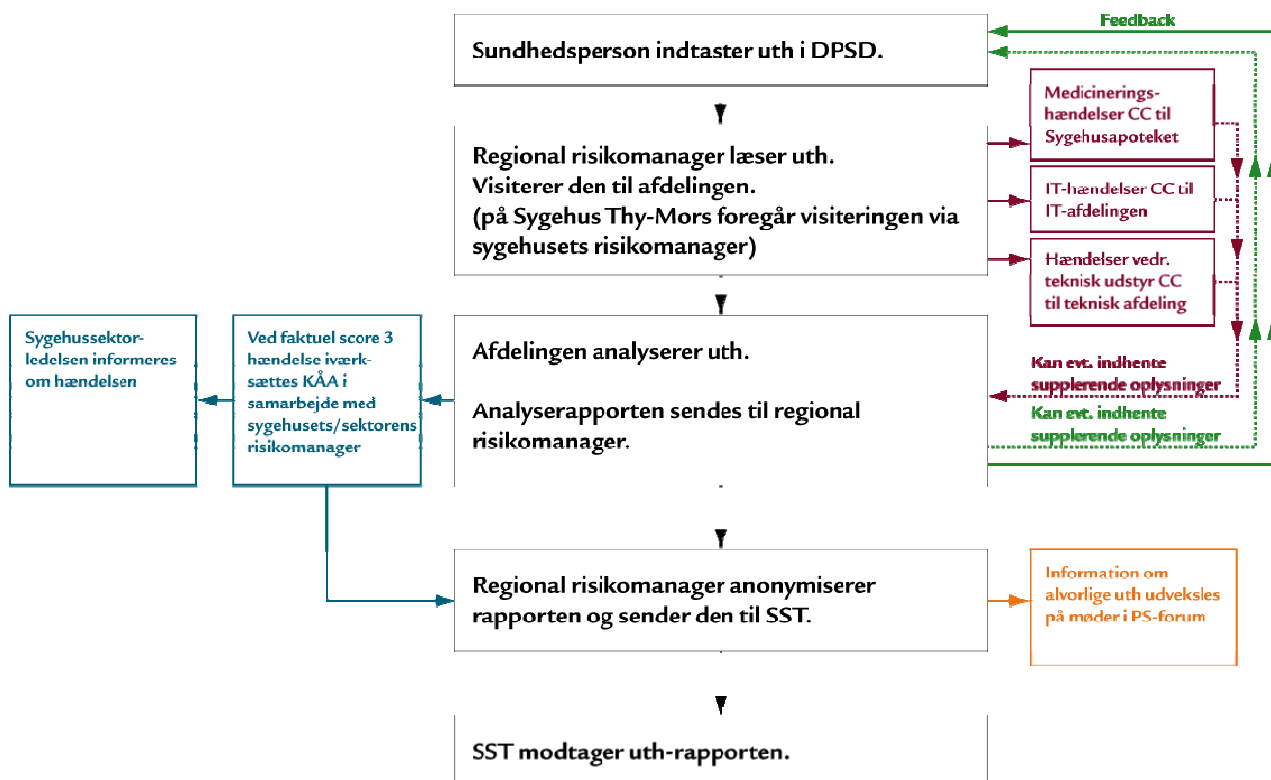 Feedback
Sundhedsperson indtaster uth i DPSD.
Medicinerings-
hændelser CC til
Sygehusapoteket
Regional risikomanager læser uth.
Visiterer den til afdelingen.
(på Sygehus Thy-Mors foregår visiteringen via
sygehusets risikomanager)
IT-hændelser CC til
IT-afdelingen
Hændelser vedr.
teknisk udstyr CC
til teknisk afdeling
Sygehussektor-
ledelsen informeres
om hændelsen
Ved faktuel score 3
hændelse iværk-
sættes KÅA i
samarbejde med
sygehusets/sektorens
risikomanager
Afdelingen analyserer uth.
Analyserapporten sendes til regional
risikomanager.
Kan evt. indhente
supplerende oplysninger
Kan evt. indhente
supplerende oplysninger
Regional risikomanager anonymiserer
rapporten og sender den til SST.
Information om
alvorlige uth udveksles
på møder i PS-forum
SST modtager uth-rapporten.